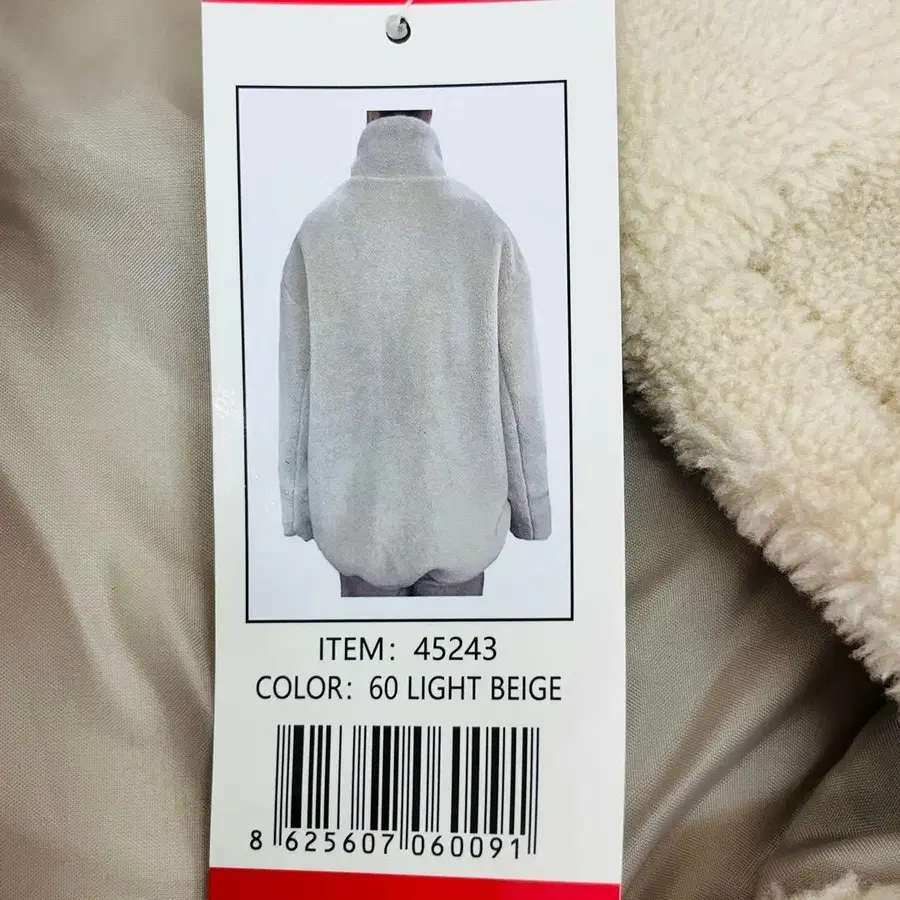 ITEM: 45243
COLOR: 60 LIGHT BEIGE
8 625607 060091